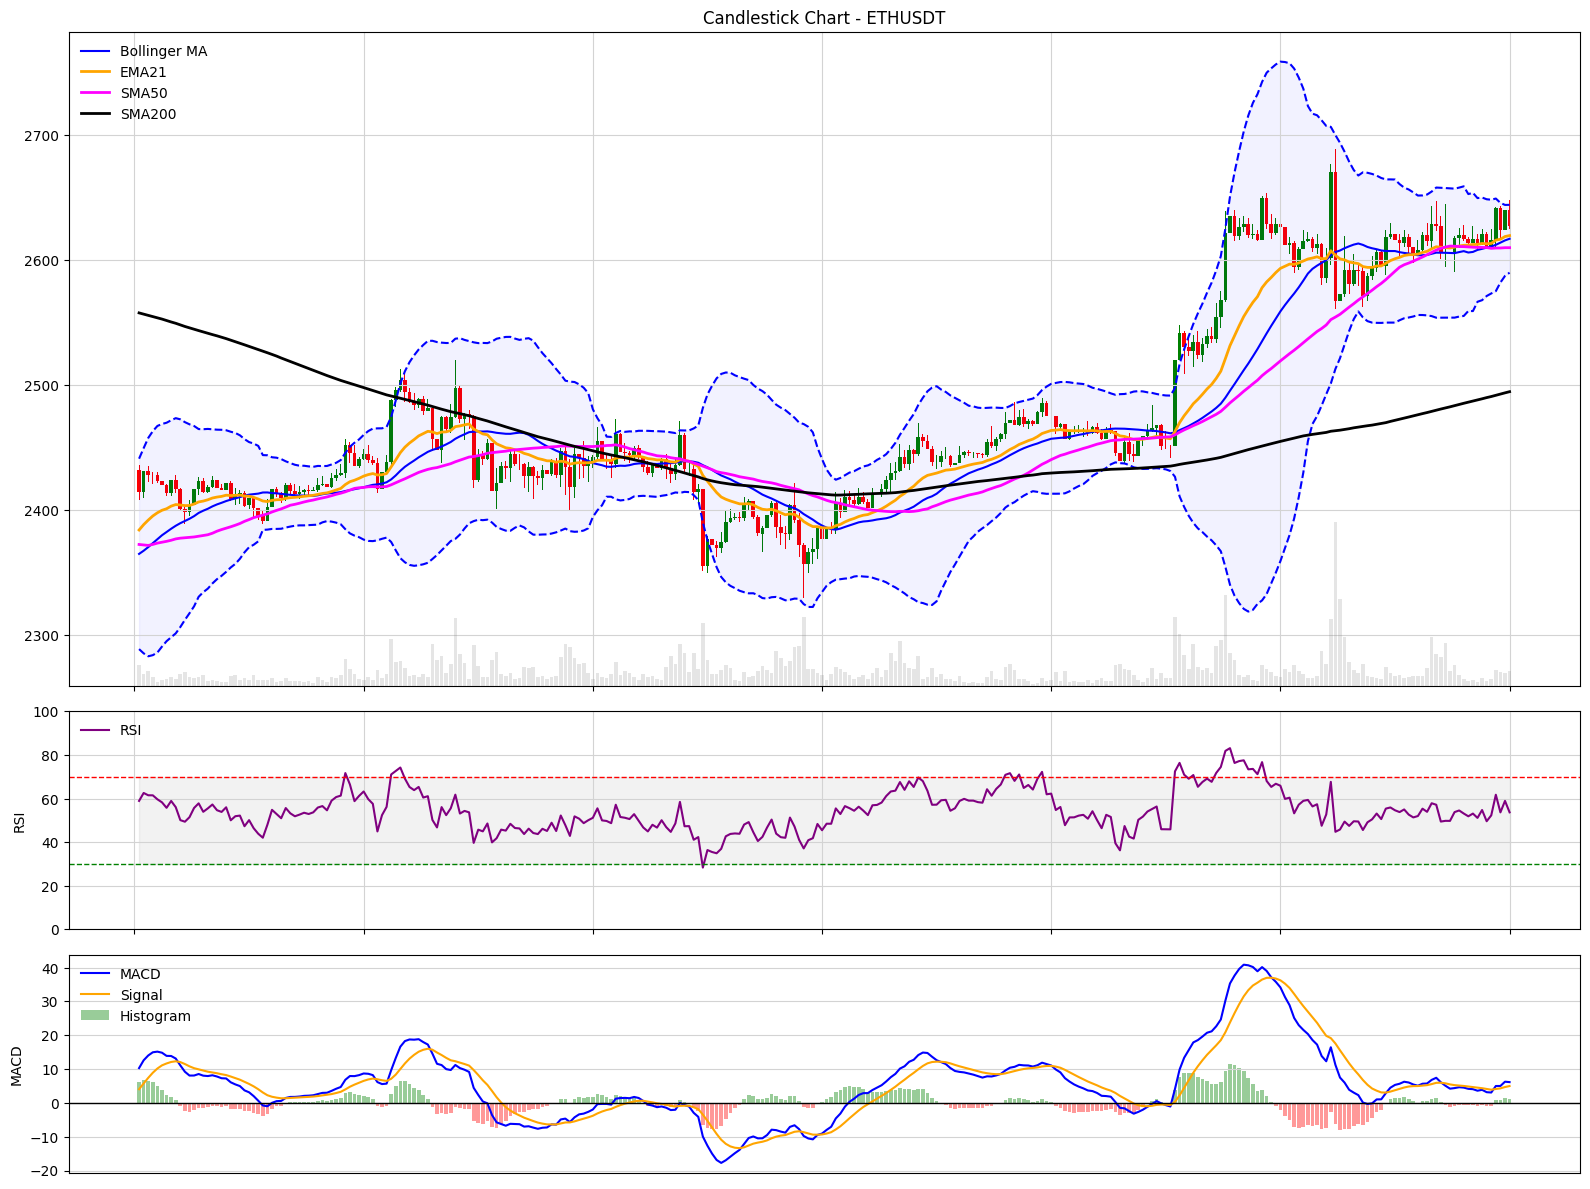 Candlestick Chart - ETHUSDT
Bollinger MA
EMA21
SMA50
SMA200
2700
2600
2500
2400
2300
RSI
100
80
60
40
20
0
RSI
MACD
Signal
Histogram
40
30
20
10
0
−10
−20
MACD